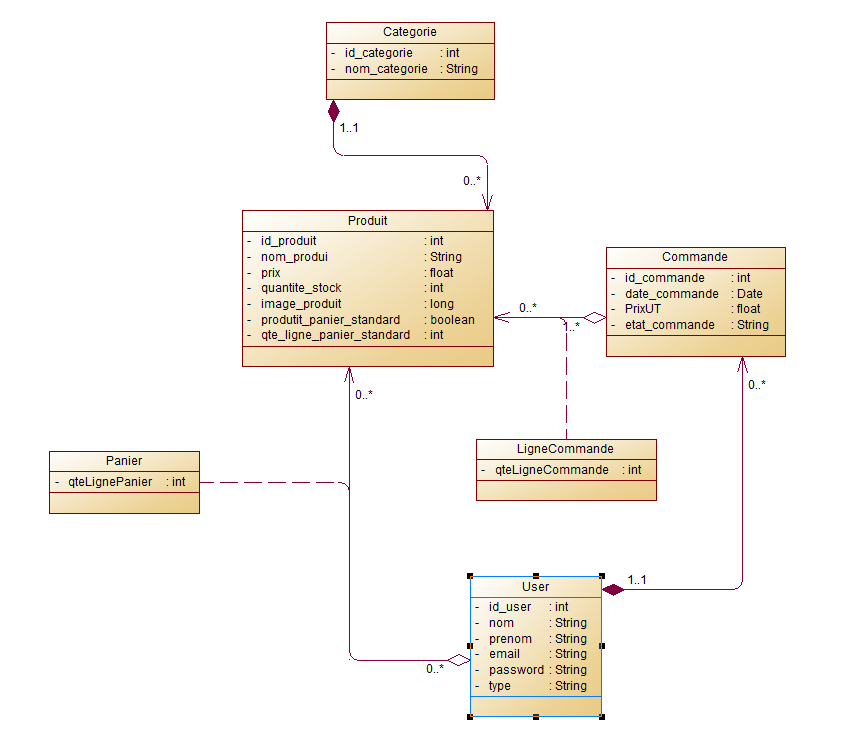 Categorie
- id_categorie : int
- nom_categorie : String
1..1
0..*
Produit
- id_produit : int
- nom_produi : String
- prix : float
- quantite_stock : int
- image_produit : long
- produtit_panier_standard : boolean
- qte_ligne_panier_standard : int
Commande
- id_commande : int
- date_commande : Date
- PrixUT : float
- etat_commande : String
0..*
1..*
0..*
0..*
LigneCommande
- qteLigneCommande : int
Panier
- qteLignePanier : int
User
- id_user : int
- nom : String
- prenom : String
- email : String
- password : String
- type : String
1..1
0..*